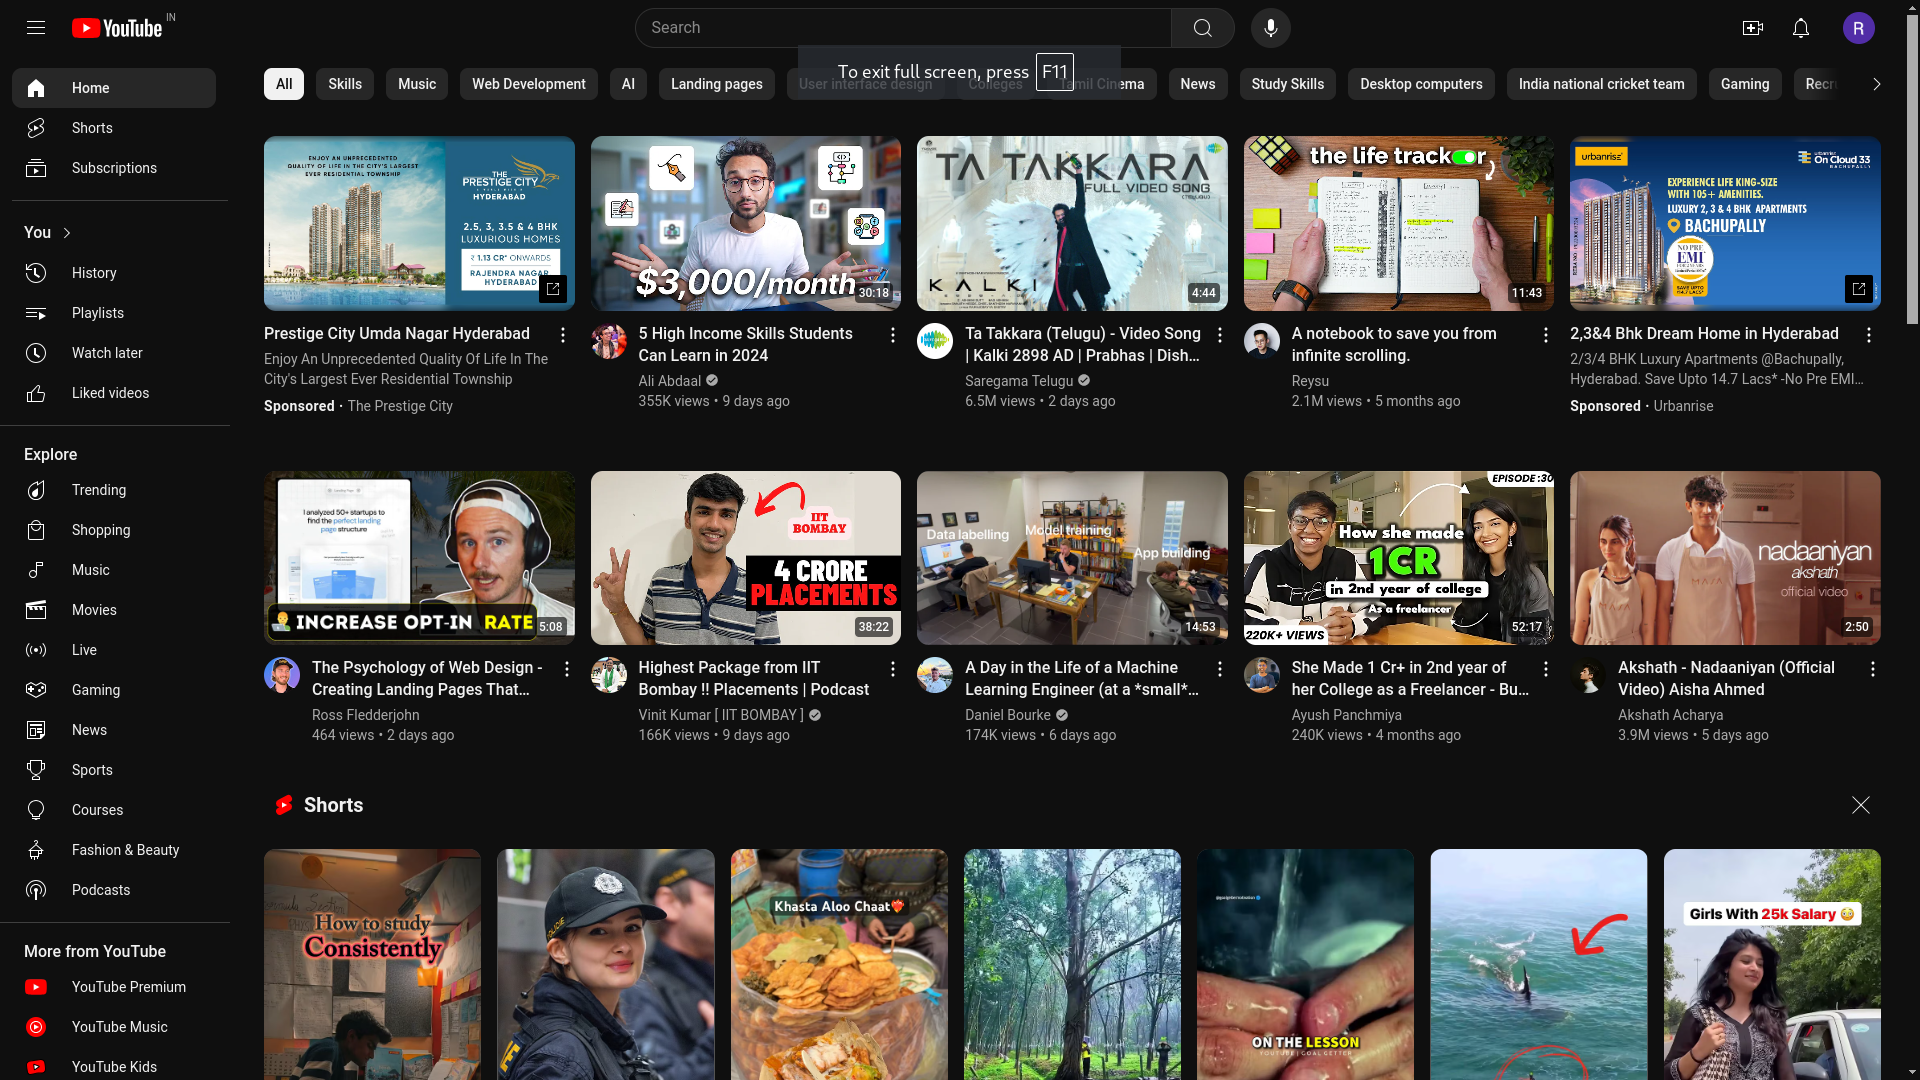 YouTube IN
Search
To exit full screen, press F11
Home
Shorts
Subscriptions
You
History
Playlists
Watch later
Liked videos
Explore
Trending
Shopping
Music
Movies
Live
Gaming
News
Sports
Courses
Fashion & Beauty
Podcasts
More from YouTube
YouTube Premium
YouTube Music
YouTube Kids
R
All
Skills
Music
Web Development
AI
Landing pages
User interface design
Colleges
Tamil Cinema
News
Study Skills
Desktop computers
India national cricket team
Gaming
Recr
ENJOY AN UNPRECEDENTED
QUALITY OF LIFE IN THE CITY'S LARGEST
EVER RESIDENTIAL TOWNSHIP
THE
PRESTIGE CITY
HYDERABAD
2.5, 3, 3.5 & 4 BHK
LUXURIOUS HOMES
₹ 1.13 CR* ONWARDS
RAJENDRA NAGAR
HYDERABAD
Prestige City Umda Nagar Hyderabad
Enjoy An Unprecedented Quality Of Life In The
City's Largest Ever Residential Township
Sponsored · The Prestige City
$3,000/month
30:18
5 High Income Skills Students
Can Learn in 2024
Ali Abdaal
355K views • 9 days ago
TA TAKKARA
FULL VIDEO SONG
(TELUGU)
KALKI
4:44
Ta Takkara (Telugu) - Video Song
| Kalki 2898 AD | Prabhas | Dish...
Saregama Telugu
6.5M views • 2 days ago
the life tracker
11:43
A notebook to save you from
infinite scrolling.
Reysu
2.1M views • 5 months ago
urbanrise
On Cloud 33
BACHUPALLY
EXPERIENCE LIFE KING-SIZE
WITH 105+ AMENITIES.
LUXURY 2, 3 & 4 BHK APARTMENTS
BACHUPALLY
NO PRE
EMI
SAVE UPTO
₹14.7 LACS*
2,3&4 Bhk Dream Home in Hyderabad
2/3/4 BHK Luxury Apartments @Bachupally,
Hyderabad. Save Upto 14.7 Lacs* -No Pre EMI...
Sponsored · Urbanrise
I analyzed 50+ startups to
find the perfect landing
page structure
INCREASE OPT-IN RATE
5:08
The Psychology of Web Design -
Creating Landing Pages That...
Ross Fledderjohn
464 views • 2 days ago
IIT
BOMBAY
4 CRORE
PLACEMENTS
38:22
Highest Package from IIT
Bombay !! Placements | Podcast
Vinit Kumar [ IIT BOMBAY ]
166K views • 9 days ago
Data labelling
Model training
App building
14:53
A Day in the Life of a Machine
Learning Engineer (at a *small*...
Daniel Bourke
174K views • 6 days ago
EPISODE :30
How she made
1CR
in 2nd year of college
As a freelancer
220K+ VIEWS
52:17
She Made 1 Cr+ in 2nd year of
her College as a Freelancer - Bu...
Ayush Panchmiya
240K views • 4 months ago
nadaaniyan
akshath
official video
2:50
Akshath - Nadaaniyan (Official
Video) Aisha Ahmed
Akshath Acharya
3.9M views • 5 days ago
Shorts
How to study
Consistently
Khasta Aloo Chaat
ON THE LESSON
YOUTUBE | GOAL GETTER
Girls With 25k Salary